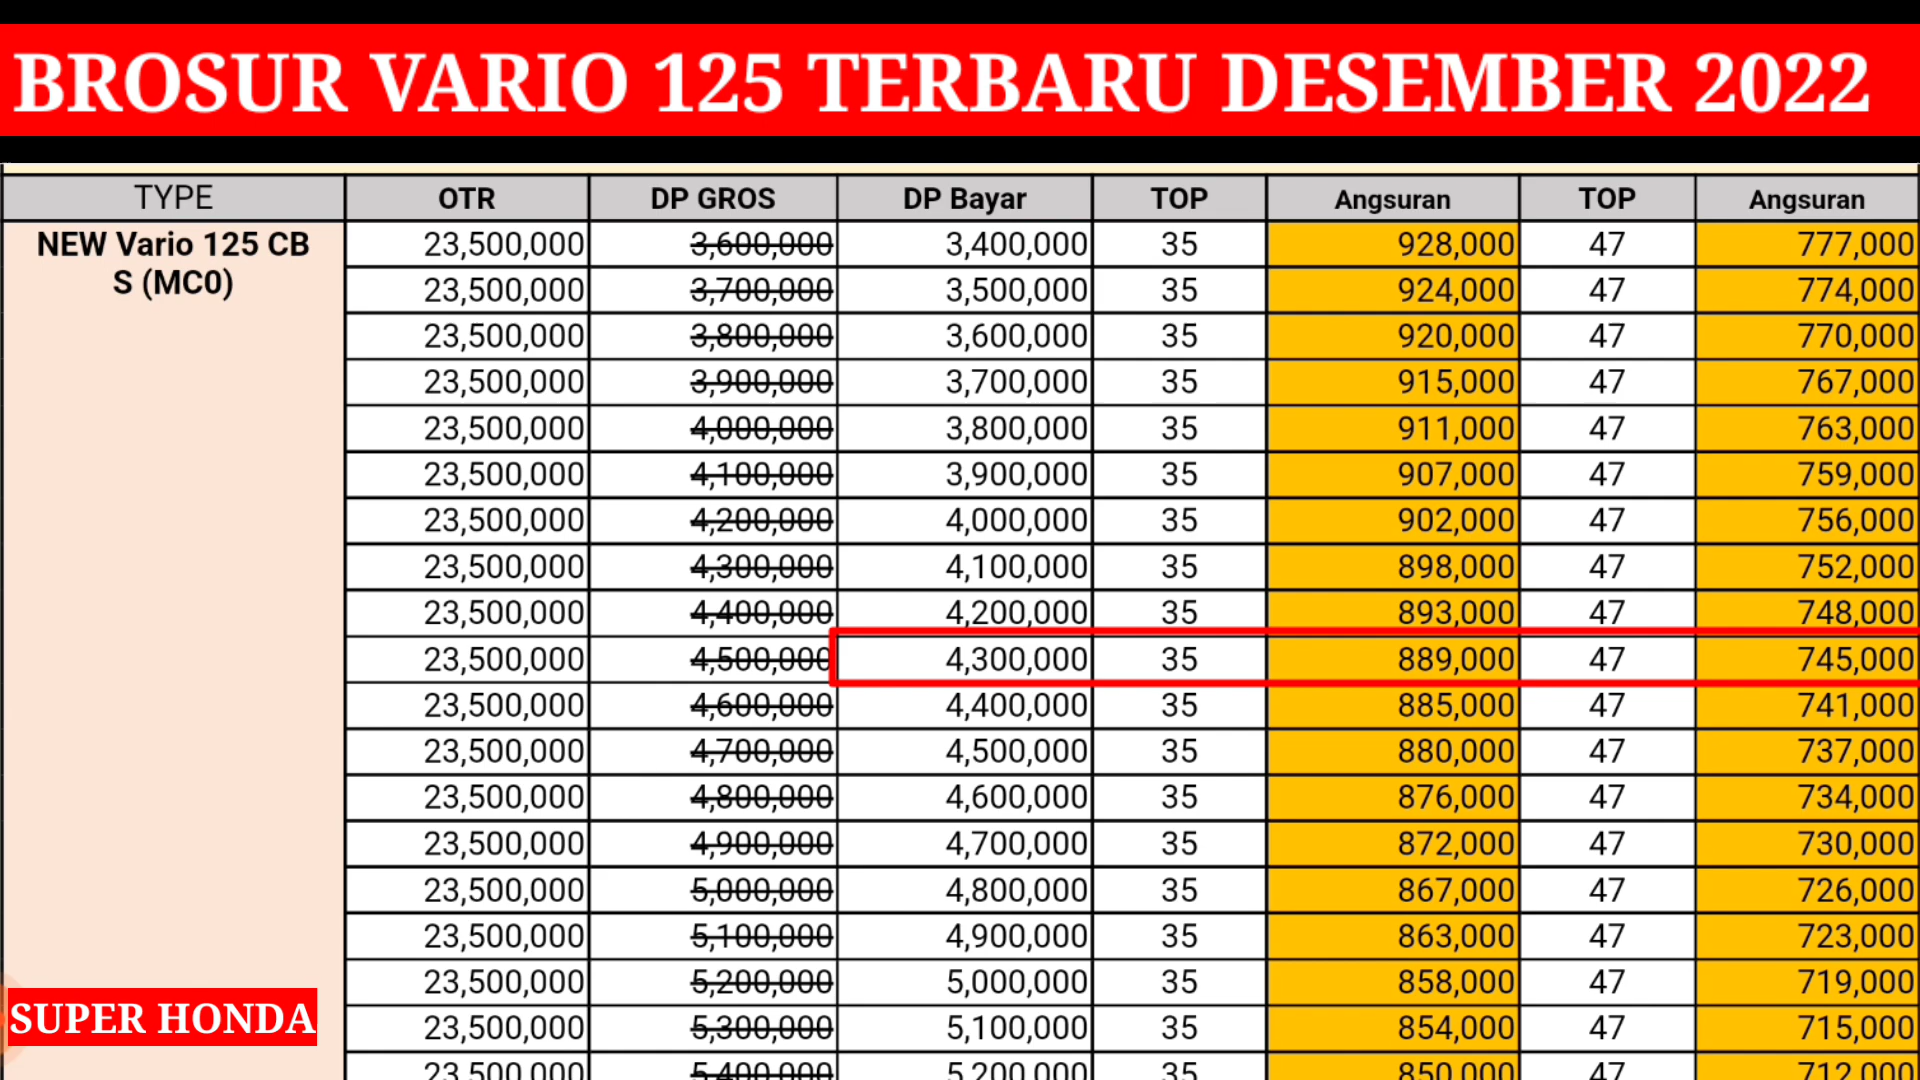 BROSUR VARIO 125 TERBARU DESEMBER 2022
TYPE OTR DP GROS DP Bayar TOP Angsuran TOP Angsuran
NEW Vario 125 CB 23,500,000 3,600,000 3,400,000 35 928,000 47 777,000
S (MC0) 23,500,000 3,700,000 3,500,000 35 924,000 47 774,000
23,500,000 3,800,000 3,600,000 35 920,000 47 770,000
23,500,000 3,900,000 3,700,000 35 915,000 47 767,000
23,500,000 4,000,000 3,800,000 35 911,000 47 763,000
23,500,000 4,100,000 3,900,000 35 907,000 47 759,000
23,500,000 4,200,000 4,000,000 35 902,000 47 756,000
23,500,000 4,300,000 4,100,000 35 898,000 47 752,000
23,500,000 4,400,000 4,200,000 35 893,000 47 748,000
23,500,000 4,500,000 4,300,000 35 889,000 47 745,000
23,500,000 4,600,000 4,400,000 35 885,000 47 741,000
23,500,000 4,700,000 4,500,000 35 880,000 47 737,000
23,500,000 4,800,000 4,600,000 35 876,000 47 734,000
23,500,000 4,900,000 4,700,000 35 872,000 47 730,000
23,500,000 5,000,000 4,800,000 35 867,000 47 726,000
23,500,000 5,100,000 4,900,000 35 863,000 47 723,000
23,500,000 5,200,000 5,000,000 35 858,000 47 719,000
SUPER HONDA 23,500,000 5,300,000 5,100,000 35 854,000 47 715,000
23,500,000 5,400,000 5,200,000 35 850,000 47 712,000